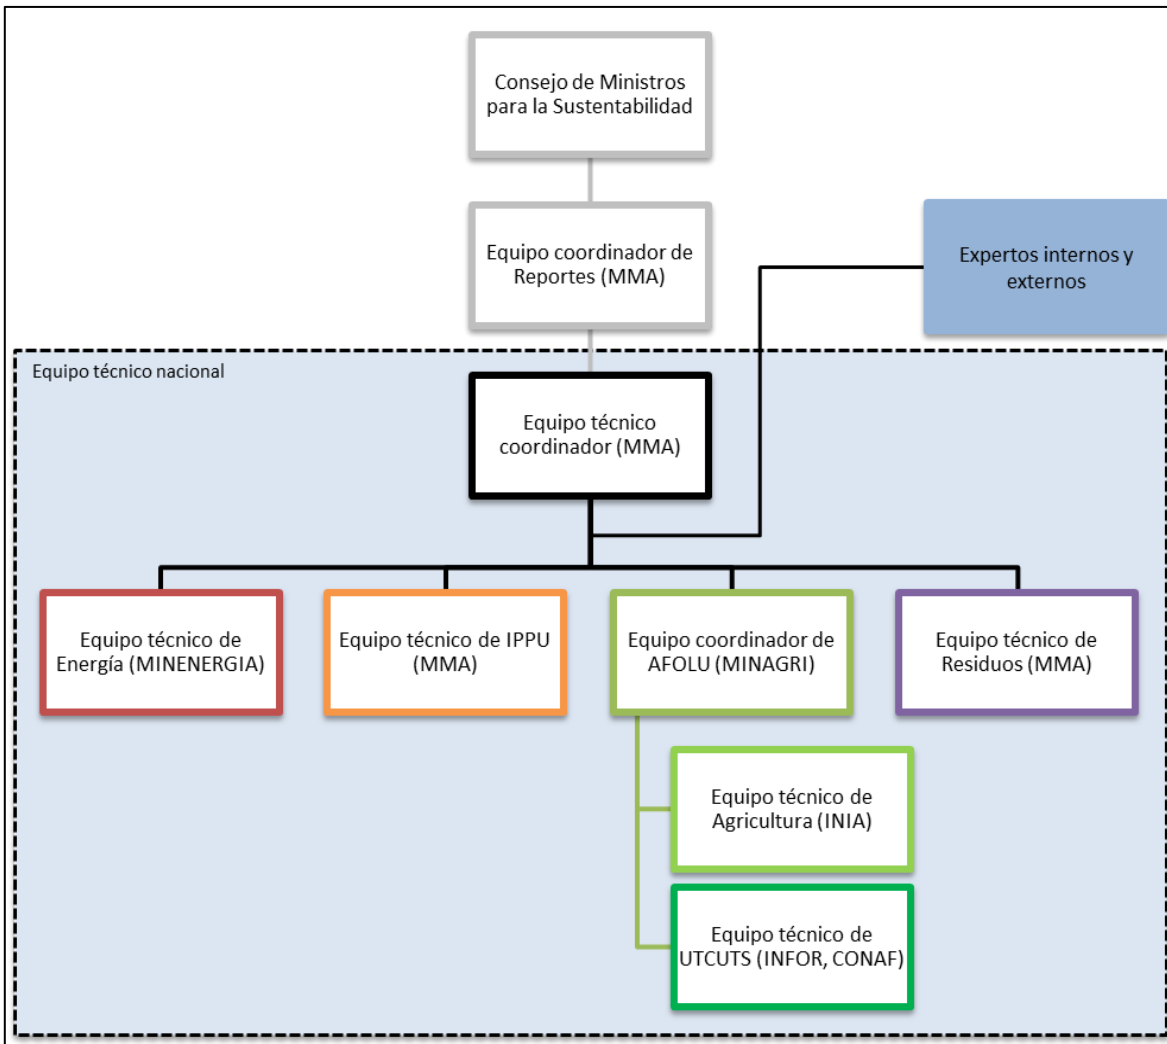 Consejo de Ministros
para la Sustentabilidad
Equipo coordinador de
Reportes (MMA)
Expertos internos y
externos
Equipo técnico nacional
Equipo técnico
coordinador (MMA)
Equipo técnico de
Energía (MINENERGIA)
Equipo técnico de IPPU
(MMA)
Equipo coordinador de
AFOLU (MINAGRI)
Equipo técnico de
Residuos (MMA)
Equipo técnico de
Agricultura (INIA)
Equipo técnico de
UTCUTS (INFOR, CONAF)